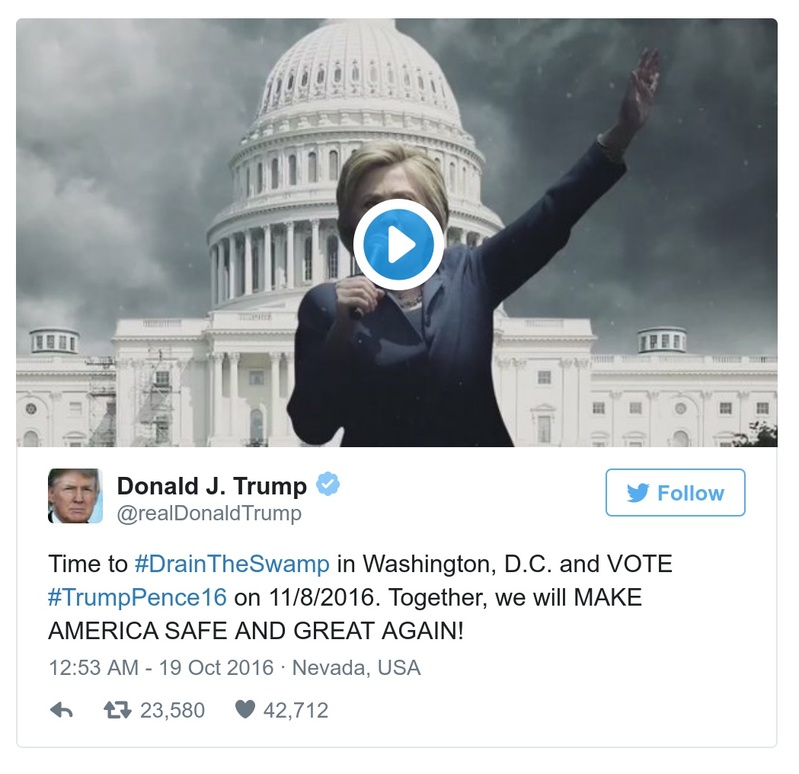 Donald J. Trump
@realDonaldTrump
Follow
Time to #DrainTheSwamp in Washington, D.C. and VOTE
#TrumpPence16 on 11/8/2016. Together, we will MAKE
AMERICA SAFE AND GREAT AGAIN!
12:53 AM - 19 Oct 2016 · Nevada, USA
23,580 42,712